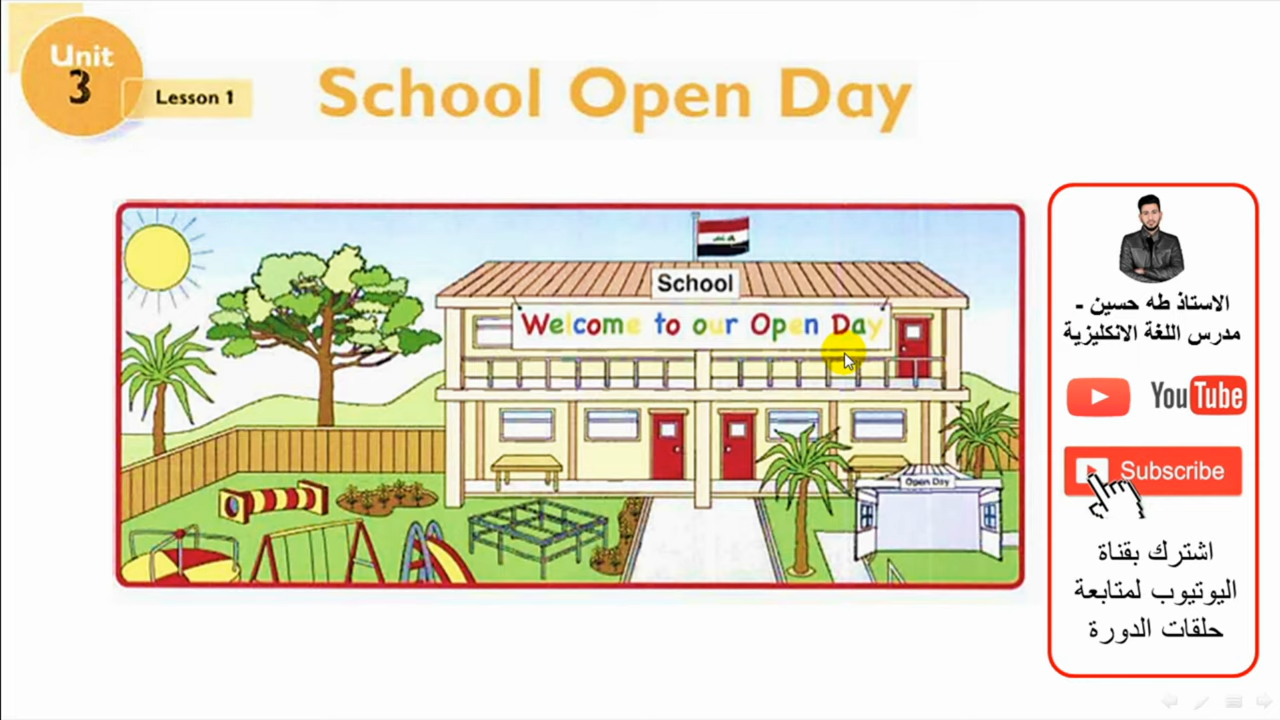 Unit
3
Lesson 1
School Open Day
School
Welcome to our Open Day
Open Day
الاستاذ طه حسين -
مدرس اللغة الانكليزية
YouTube
Subscribe
اشترك بقناة
اليوتيوب لمتابعة
حلقات الدورة